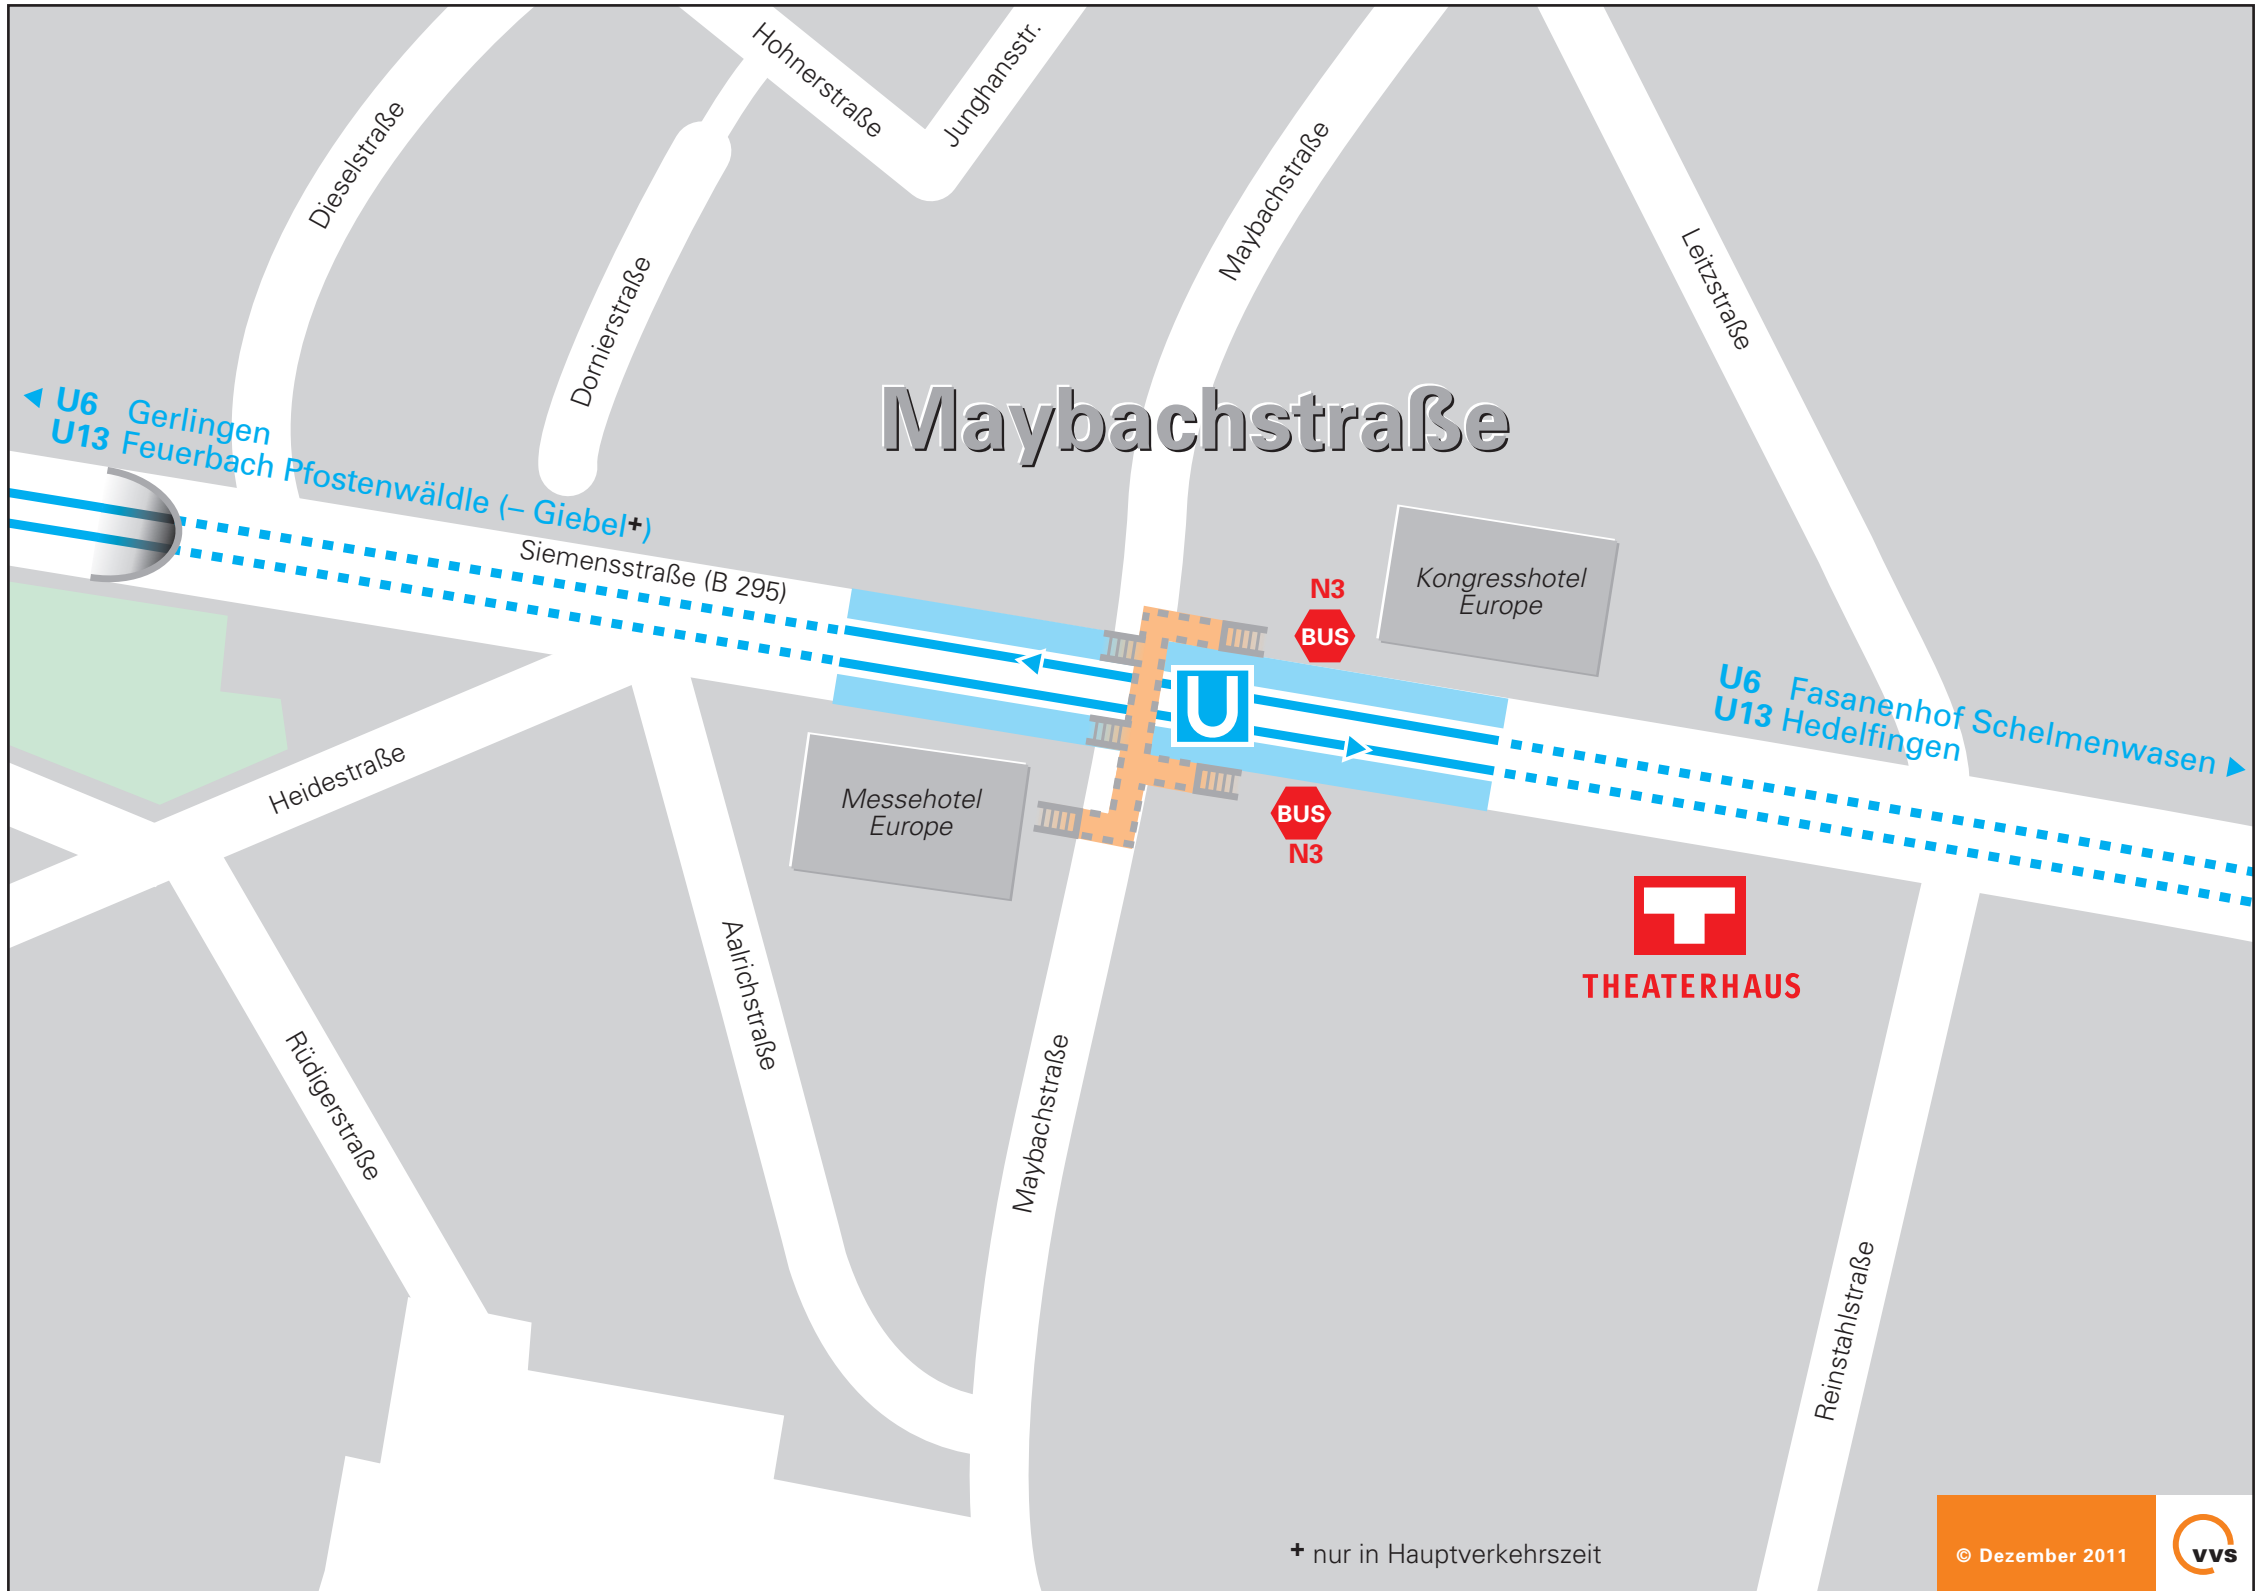 Hohnerstraße
Junghansstr.
Dieselstraße
Maybachstraße
Leitzstraße
Dornierstraße
U6 Gerlingen
U13 Feuerbach Pfostenwäldle (– Giebel+)
Maybachstraße
Siemensstraße (B 295)
N3
BUS
Kongresshotel
Europe
U
U6 Fasanenhof Schelmenwasen
U13 Hedelfingen
Heidestraße
Messehotel
Europe
BUS
N3
T
THEATERHAUS
Aalrichstraße
Rüdigerstraße
Maybachstraße
Reinstahlstraße
+ nur in Hauptverkehrszeit
© Dezember 2011
vvs